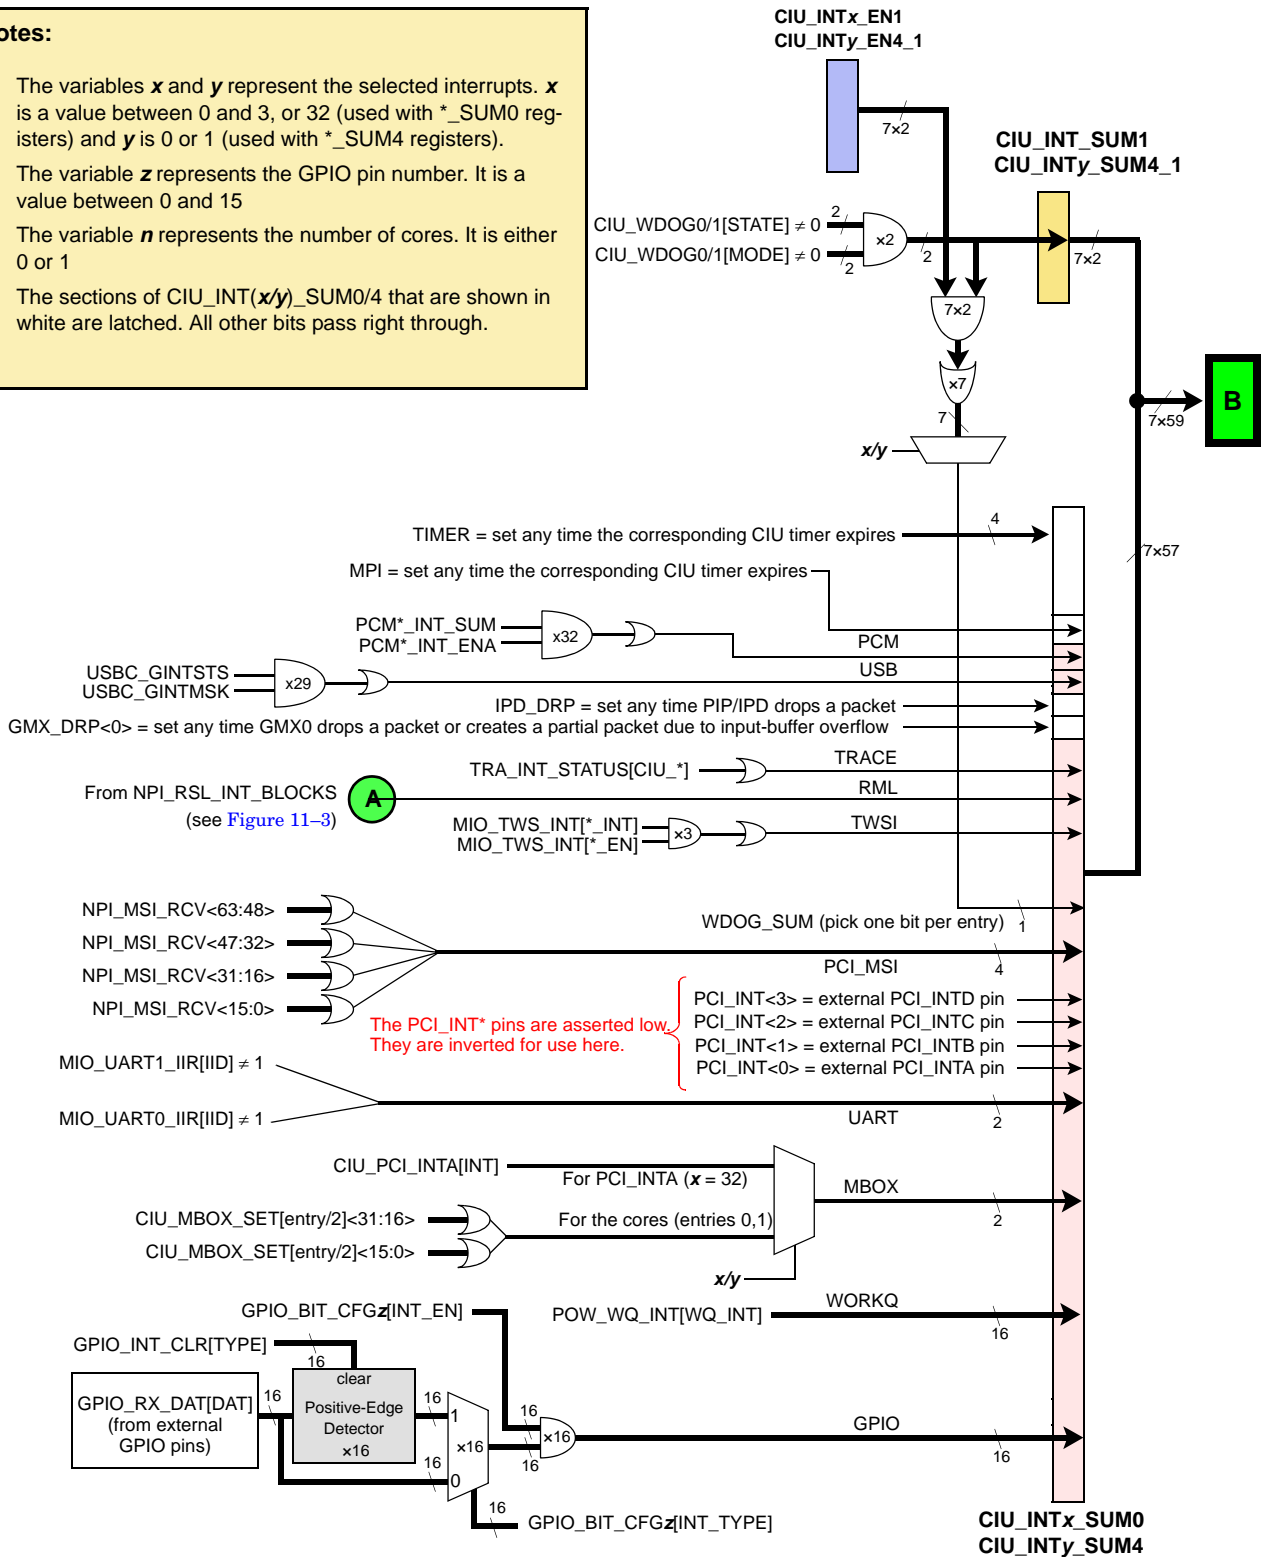 otes:
The variables x and y represent the selected interrupts. x
is a value between 0 and 3, or 32 (used with *_SUM0 reg-
isters) and y is 0 or 1 (used with *_SUM4 registers).
The variable z represents the GPIO pin number. It is a
value between 0 and 15
The variable n represents the number of cores. It is either
0 or 1
The sections of CIU_INT(x/y)_SUM0/4 that are shown in
white are latched. All other bits pass right through.
CIU_INTx_EN1
CIU_INTy_EN4_1
7×2
CIU_INT_SUM1
CIU_INTy_SUM4_1
CIU_WDOG0/1[STATE] ≠ 0
2
CIU_WDOG0/1[MODE] ≠ 0
2
×2
2
7×2
7×2
×7
7
x/y
B
7×59
7×57
TIMER = set any time the corresponding CIU timer expires
4
MPI = set any time the corresponding CIU timer expires
PCM*_INT_SUM
PCM*_INT_ENA
x32
PCM
USBC_GINTSTS
USBC_GINTMSK
x29
USB
IPD_DRP = set any time PIP/IPD drops a packet
GMX_DRP<0> = set any time GMX0 drops a packet or creates a partial packet due to input-buffer overflow
TRA_INT_STATUS[CIU_*]
TRACE
From NPI_RSL_INT_BLOCKS
(see Figure 11–3)
A
RML
MIO_TWS_INT[*_INT]
MIO_TWS_INT[*_EN]
×3
TWSI
NPI_MSI_RCV<63:48>
NPI_MSI_RCV<47:32>
NPI_MSI_RCV<31:16>
NPI_MSI_RCV<15:0>
WDOG_SUM (pick one bit per entry)
1
PCI_MSI
4
The PCI_INT* pins are asserted low.
They are inverted for use here.
PCI_INT<3> = external PCI_INTD pin
PCI_INT<2> = external PCI_INTC pin
PCI_INT<1> = external PCI_INTB pin
PCI_INT<0> = external PCI_INTA pin
MIO_UART1_IIR[IID] ≠ 1
MIO_UART0_IIR[IID] ≠ 1
UART
2
CIU_PCI_INTA[INT]
For PCI_INTA (x = 32)
CIU_MBOX_SET[entry/2]<31:16>
CIU_MBOX_SET[entry/2]<15:0>
For the cores (entries 0,1)
MBOX
2
x/y
GPIO_BIT_CFGz[INT_EN]
POW_WQ_INT[WQ_INT]
WORKQ
16
GPIO_INT_CLR[TYPE]
16
GPIO_RX_DAT[DAT]
(from external
GPIO pins)
16
clear
Positive-Edge
Detector
×16
16
1
×16
0
16
16
16
×16
GPIO
16
16
GPIO_BIT_CFGz[INT_TYPE]
CIU_INTx_SUM0
CIU_INTy_SUM4